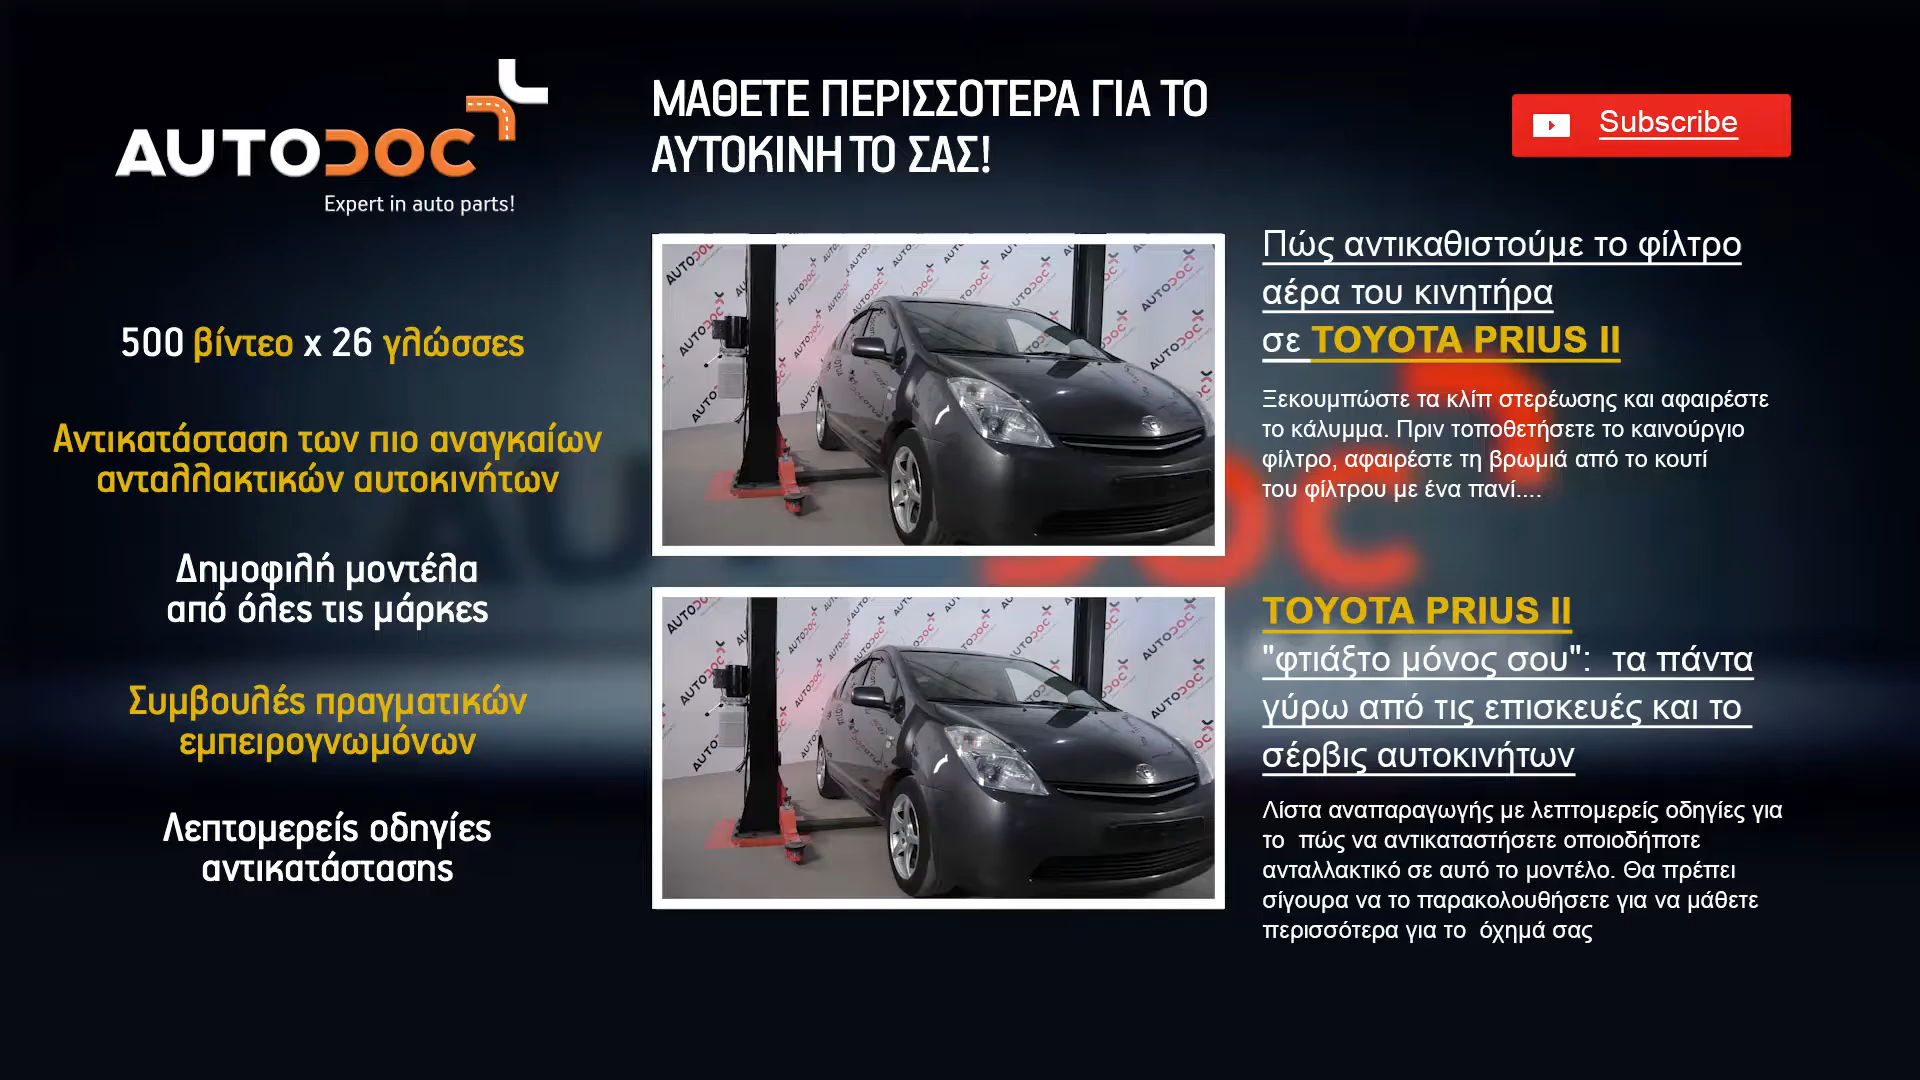 AUTODOC
Expert in auto parts!
500 βίντεο x 26 γλώσσες
Αντικατάσταση των πιο αναγκαίων
ανταλλακτικών αυτοκινήτων
Δημοφιλή μοντέλα
από όλες τις μάρκες
Συμβουλές πραγματικών
εμπειρογνωμόνων
Λεπτομερείς οδηγίες
αντικατάστασης
ΜΑΘΕΤΕ ΠΕΡΙΣΣΟΤΕΡΑ ΓΙΑ ΤΟ
ΑΥΤΟΚΙΝΗΤΟ ΣΑΣ!
Subscribe
Πώς αντικαθιστούμε το φίλτρο
αέρα του κινητήρα
σε TOYOTA PRIUS II
Ξεκουμπώστε τα κλίπ στερέωσης και αφαιρέστε
το κάλυμμα. Πριν τοποθετήσετε το καινούργιο
φίλτρο, αφαιρέστε τη βρωμιά από το κουτί
του φίλτρου με ένα πανί....
TOYOTA PRIUS II
"φτιάξτο μόνος σου": τα πάντα
γύρω από τις επισκευές και το
σέρβις αυτοκινήτων
Λίστα αναπαραγωγής με λεπτομερείς οδηγίες για
το πώς να αντικαταστήσετε οποιοδήποτε
ανταλλακτικό σε αυτό το μοντέλο. Θα πρέπει
σίγουρα να το παρακολουθήσετε για να μάθετε
περισσότερα για το όχημά σας